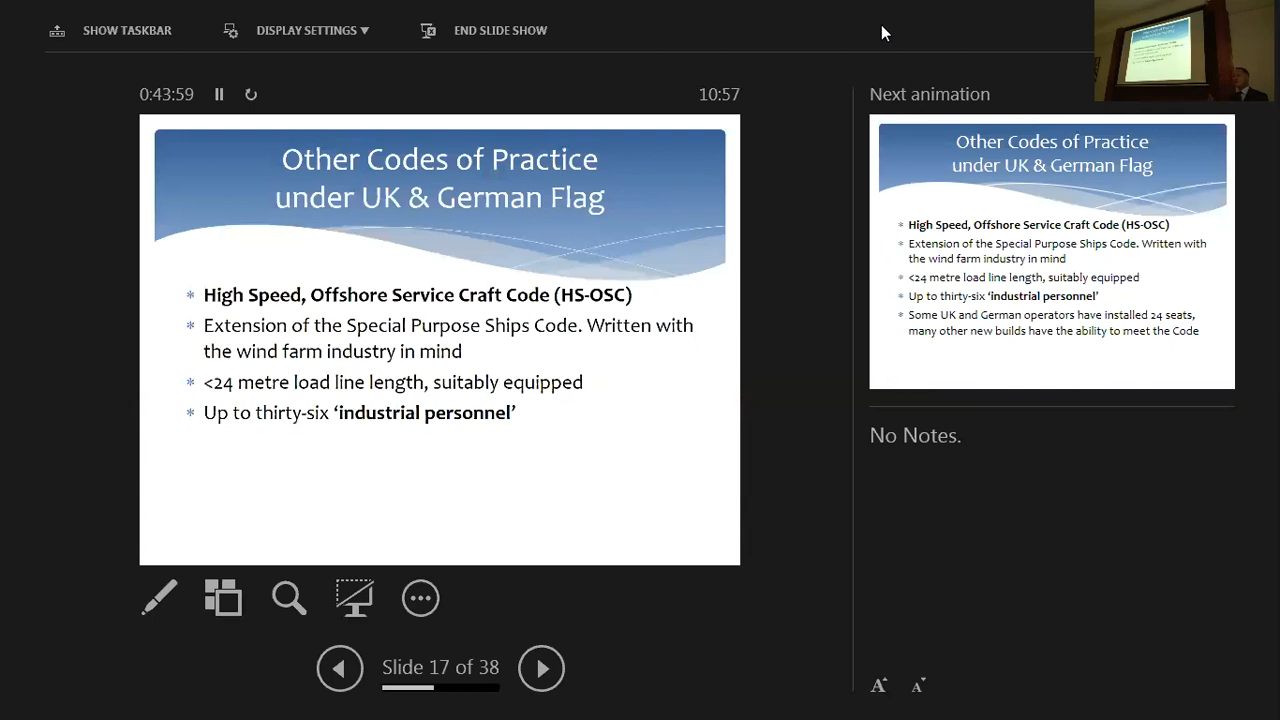 SHOW TASKBAR
DISPLAY SETTINGS
END SLIDE SHOW
0:43:59
10:57
Next animation
Other Codes of Practice
under UK & German Flag
* High Speed, Offshore Service Craft Code (HS-OSC)
* Extension of the Special Purpose Ships Code. Written with
the wind farm industry in mind
* <24 metre load line length, suitably equipped
* Up to thirty-six ‘industrial personnel’
Other Codes of Practice
under UK & German Flag
* High Speed, Offshore Service Craft Code (HS-OSC)
* Extension of the Special Purpose Ships Code. Written with
the wind farm industry in mind
* <24 metre load line length, suitably equipped
* Up to thirty-six ‘industrial personnel’
* Some UK and German operators have installed 24 seats,
many other new builds have the ability to meet the Code
No Notes.
Slide 17 of 38
A A